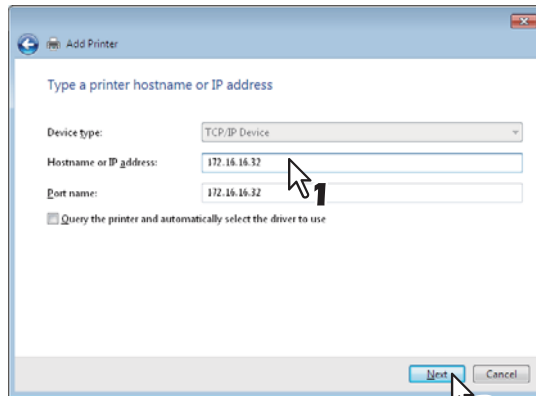 Add Printer
Type a printer hostname or IP address
Device type: TCP/IP Device
Hostname or IP address: 172.16.16.32
1
Port name: 172.16.16.32
Query the printer and automatically select the driver to use
Next Cancel